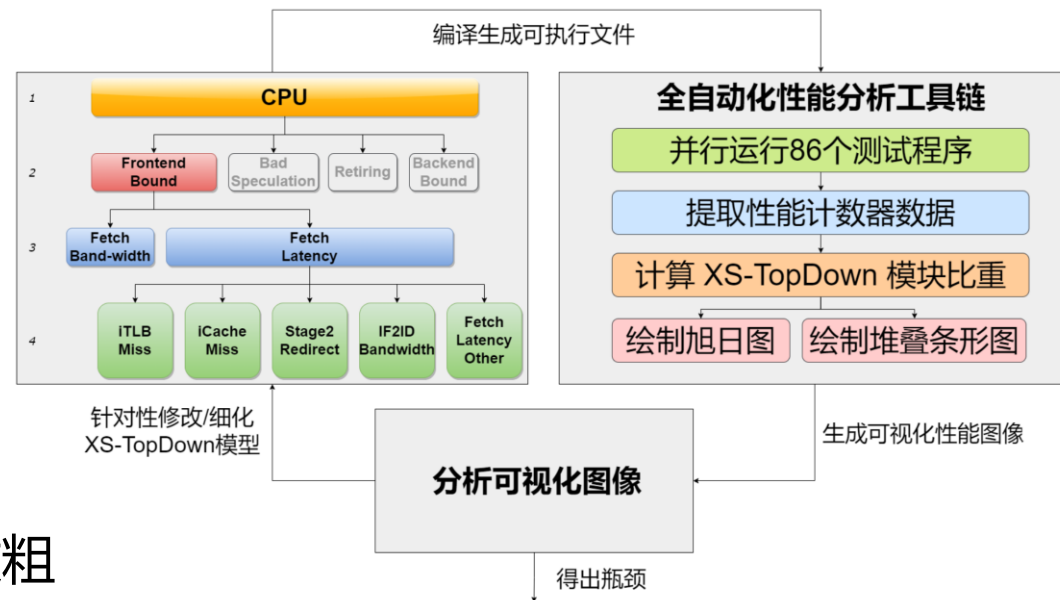 编译生成可执行文件
1
CPU
2
Frontend
Bound
Bad
Speculation
Retiring
Backend
Bound
3
Fetch
Band-width
Fetch
Latency
4
iTLB
Miss
iCache
Miss
Stage2
Redirect
IF2ID
Bandwidth
Fetch
Latency
Other
全自动化性能分析工具链
并行运行86个测试程序
提取性能计数器数据
计算 XS-TopDown 模块比重
绘制旭日图
绘制堆叠条形图
针对性修改/细化
XS-TopDown模型
分析可视化图像
生成可视化性能图像
粗
得出瓶颈